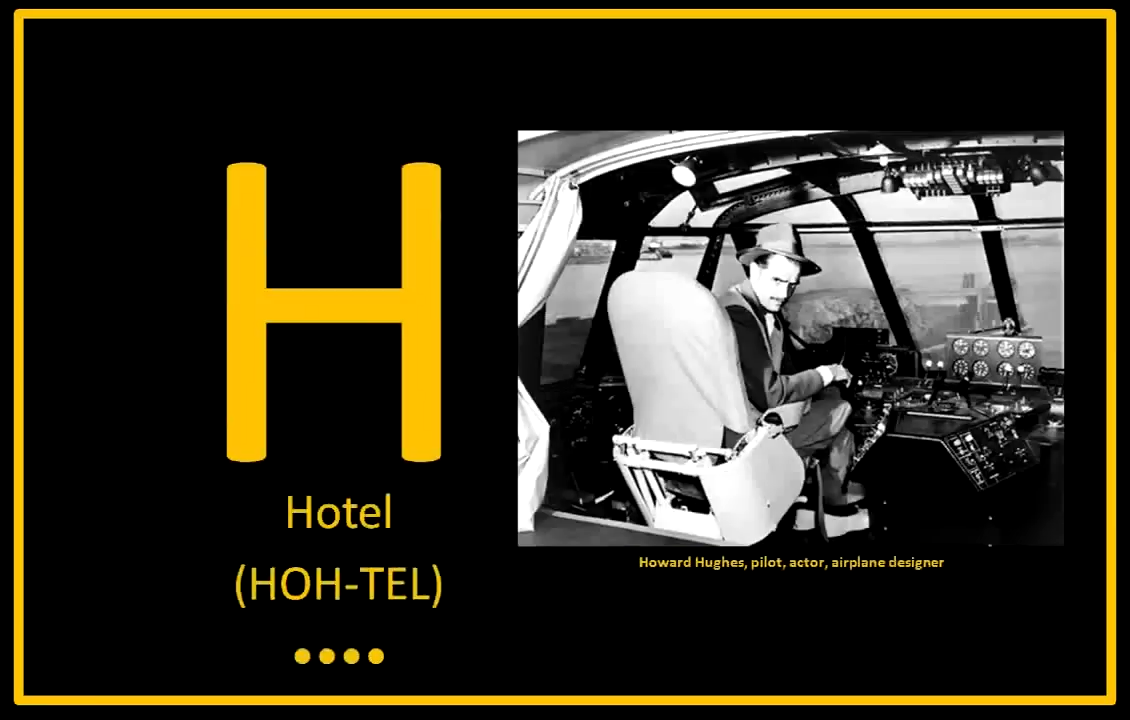 H
Hotel
(HOH-TEL)
••••
Howard Hughes, pilot, actor, airplane designer